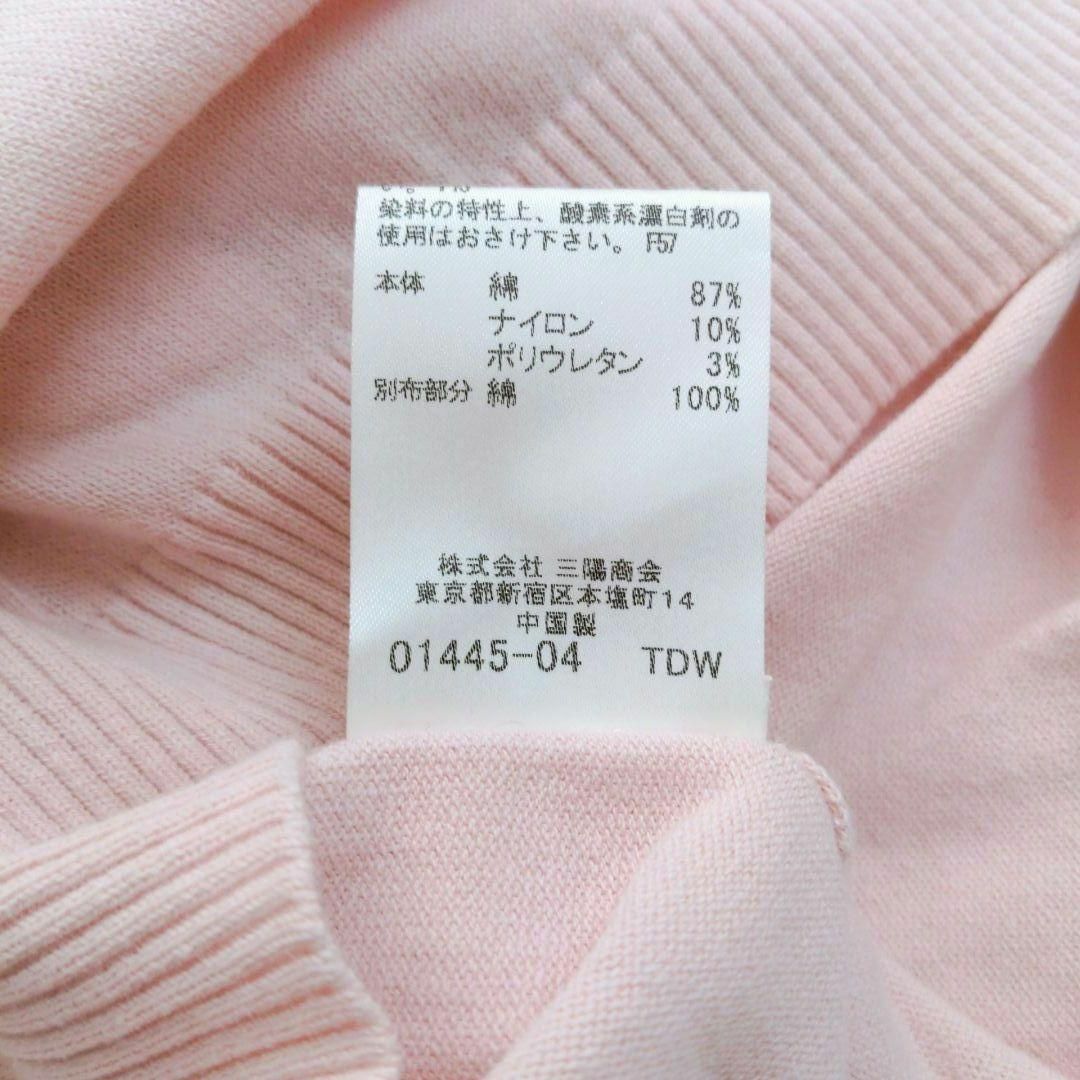 染料の特性上、酸素系漂白剤の
使用はおさけ下さい。 F57
本体 綿 87%
ナイロン 10%
ポリウレタン 3%
別布部分 綿 100%
株式会社 三陽商会
東京都新宿区本塩町14
中国製
01445-04 TDW